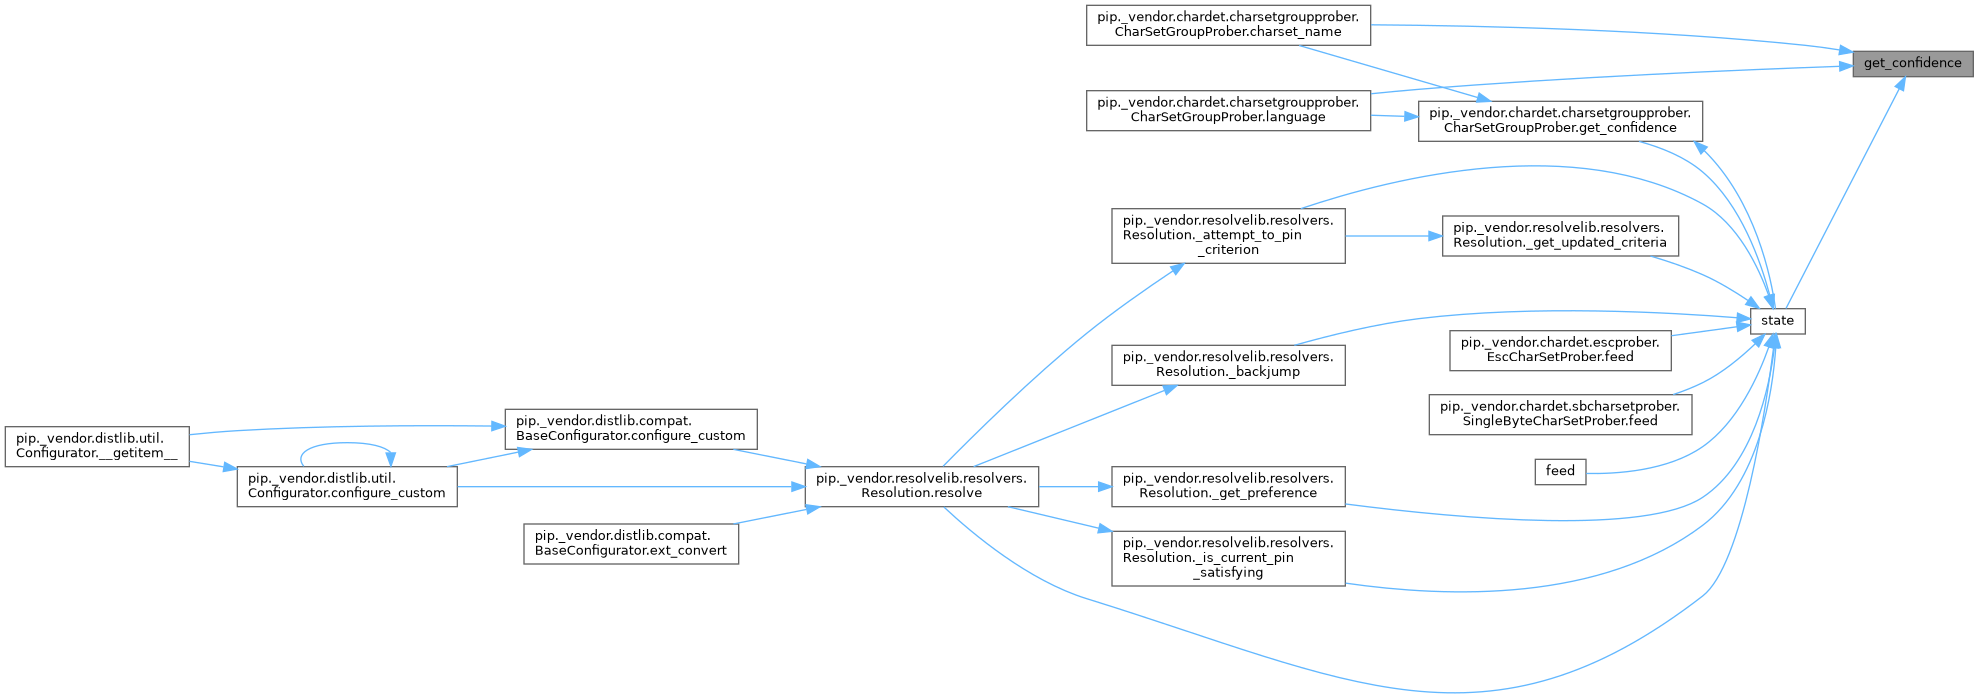 pip._vendor.chardet.charsetgroupprober.
CharSetGroupProber.charset_name
get_confidence
pip._vendor.chardet.charsetgroupprober.
CharSetGroupProber.language
pip._vendor.chardet.charsetgroupprober.
CharSetGroupProber.get_confidence
pip._vendor.resolvelib.resolvers.
Resolution._attempt_to_pin
_criterion
pip._vendor.resolvelib.resolvers.
Resolution._get_updated_criteria
state
pip._vendor.chardet.escprober.
EscCharSetProber.feed
pip._vendor.resolvelib.resolvers.
Resolution._backjump
pip._vendor.chardet.sbcharsetprober.
SingleByteCharSetProber.feed
pip._vendor.distlib.compat.
BaseConfigurator.configure_custom
pip._vendor.distlib.util.
Configurator.__getitem__
feed
pip._vendor.distlib.util.
Configurator.configure_custom
pip._vendor.resolvelib.resolvers.
Resolution.resolve
pip._vendor.resolvelib.resolvers.
Resolution._get_preference
pip._vendor.distlib.compat.
BaseConfigurator.ext_convert
pip._vendor.resolvelib.resolvers.
Resolution._is_current_pin
_satisfying